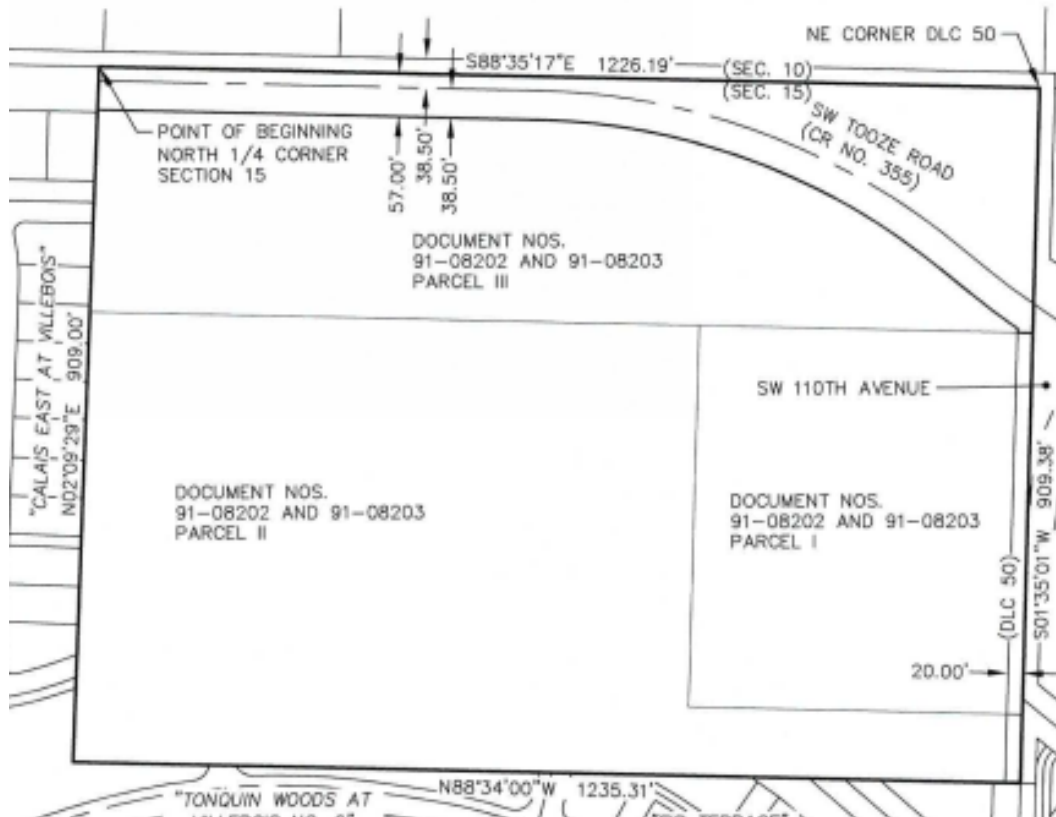 NE CORNER DLC 50
S88°35'17"E 1226.19'
(SEC. 10)
(SEC. 15)
SW TOOZE ROAD
(CR NO. 355)
POINT OF BEGINNING
NORTH 1/4 CORNER
SECTION 15
57.00'
38.50'
38.50'
DOCUMENT NOS.
91-08202 AND 91-08203
PARCEL III
"CALAIS EAST AT VILLEBOIS"
N02°09'29"E 909.00'
SW 110TH AVENUE
DOCUMENT NOS.
91-08202 AND 91-08203
PARCEL II
DOCUMENT NOS.
91-08202 AND 91-08203
PARCEL I
(DLC 50)
S01°35'01"W 909.38'
20.00'
N88°34'00"W 1235.31'
"TONQUIN WOODS AT